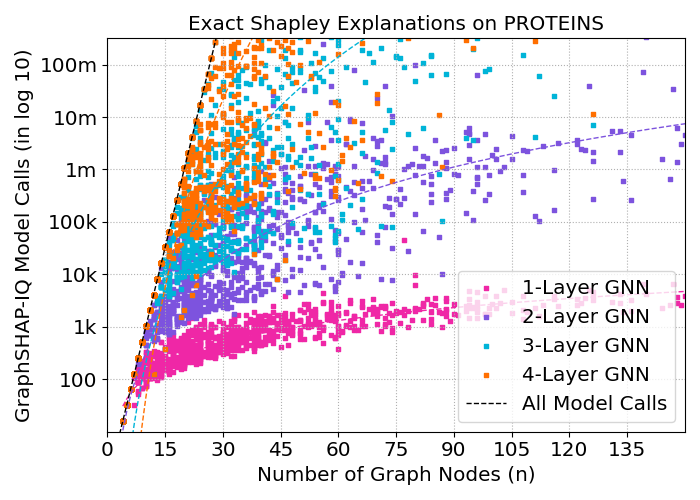 Exact Shapley Explanations on PROTEINS
GraphSHAP-IQ Model Calls (in log 10)
100m
10m
1m
100k
10k
1k
100
1-Layer GNN
2-Layer GNN
3-Layer GNN
4-Layer GNN
All Model Calls
0 15 30 45 60 75 90 105 120 135
Number of Graph Nodes (n)